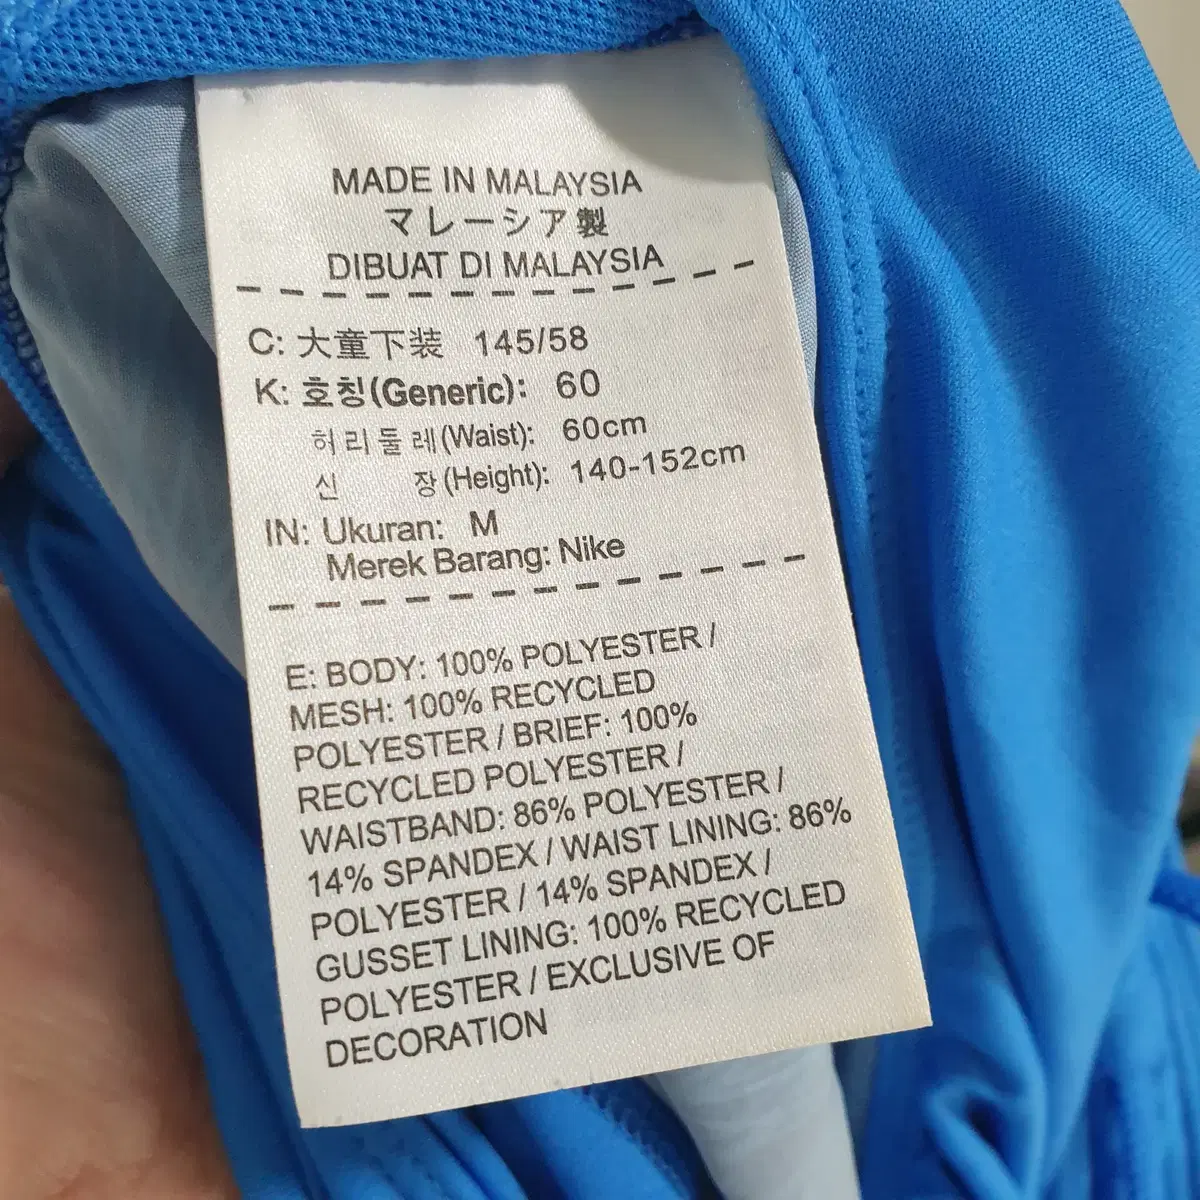 MADE IN MALAYSIA
マレーシア製
DIBUAT DI MALAYSIA
C: 大童下装 145/58
K: 호칭(Generic): 60
허리둘레(Waist): 60cm
신 장(Height): 140-152cm
IN: Ukuran: M
Merek Barang: Nike
E: BODY: 100% POLYESTER /
MESH: 100% RECYCLED
POLYESTER / BRIEF: 100%
RECYCLED POLYESTER /
WAISTBAND: 86% POLYESTER /
14% SPANDEX / WAIST LINING: 86%
POLYESTER / 14% SPANDEX /
GUSSET LINING: 100% RECYCLED
POLYESTER / EXCLUSIVE OF
DECORATION